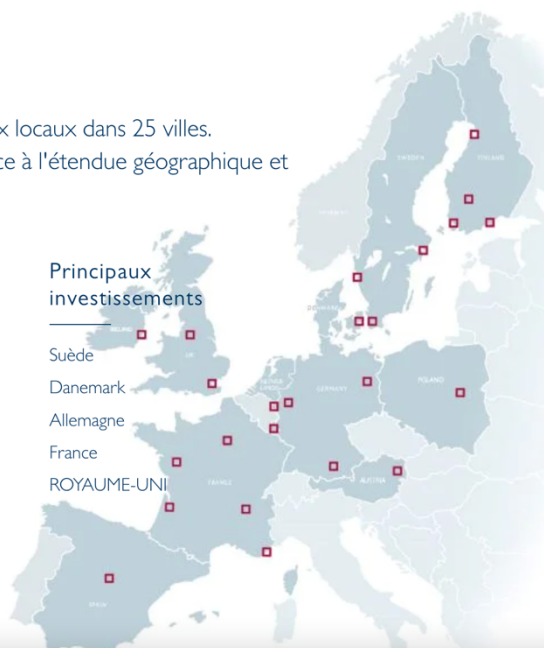 x locaux dans 25 villes.
ce à l'étendue géographique et
Principaux
investissements
Suède
Danemark
Allemagne
France
ROYAUME-UNI
SWEDEN
FINLAND
IRELAND
UK
GERMANY
POLAND
FRANCE
AUSTRIA
SPAIN